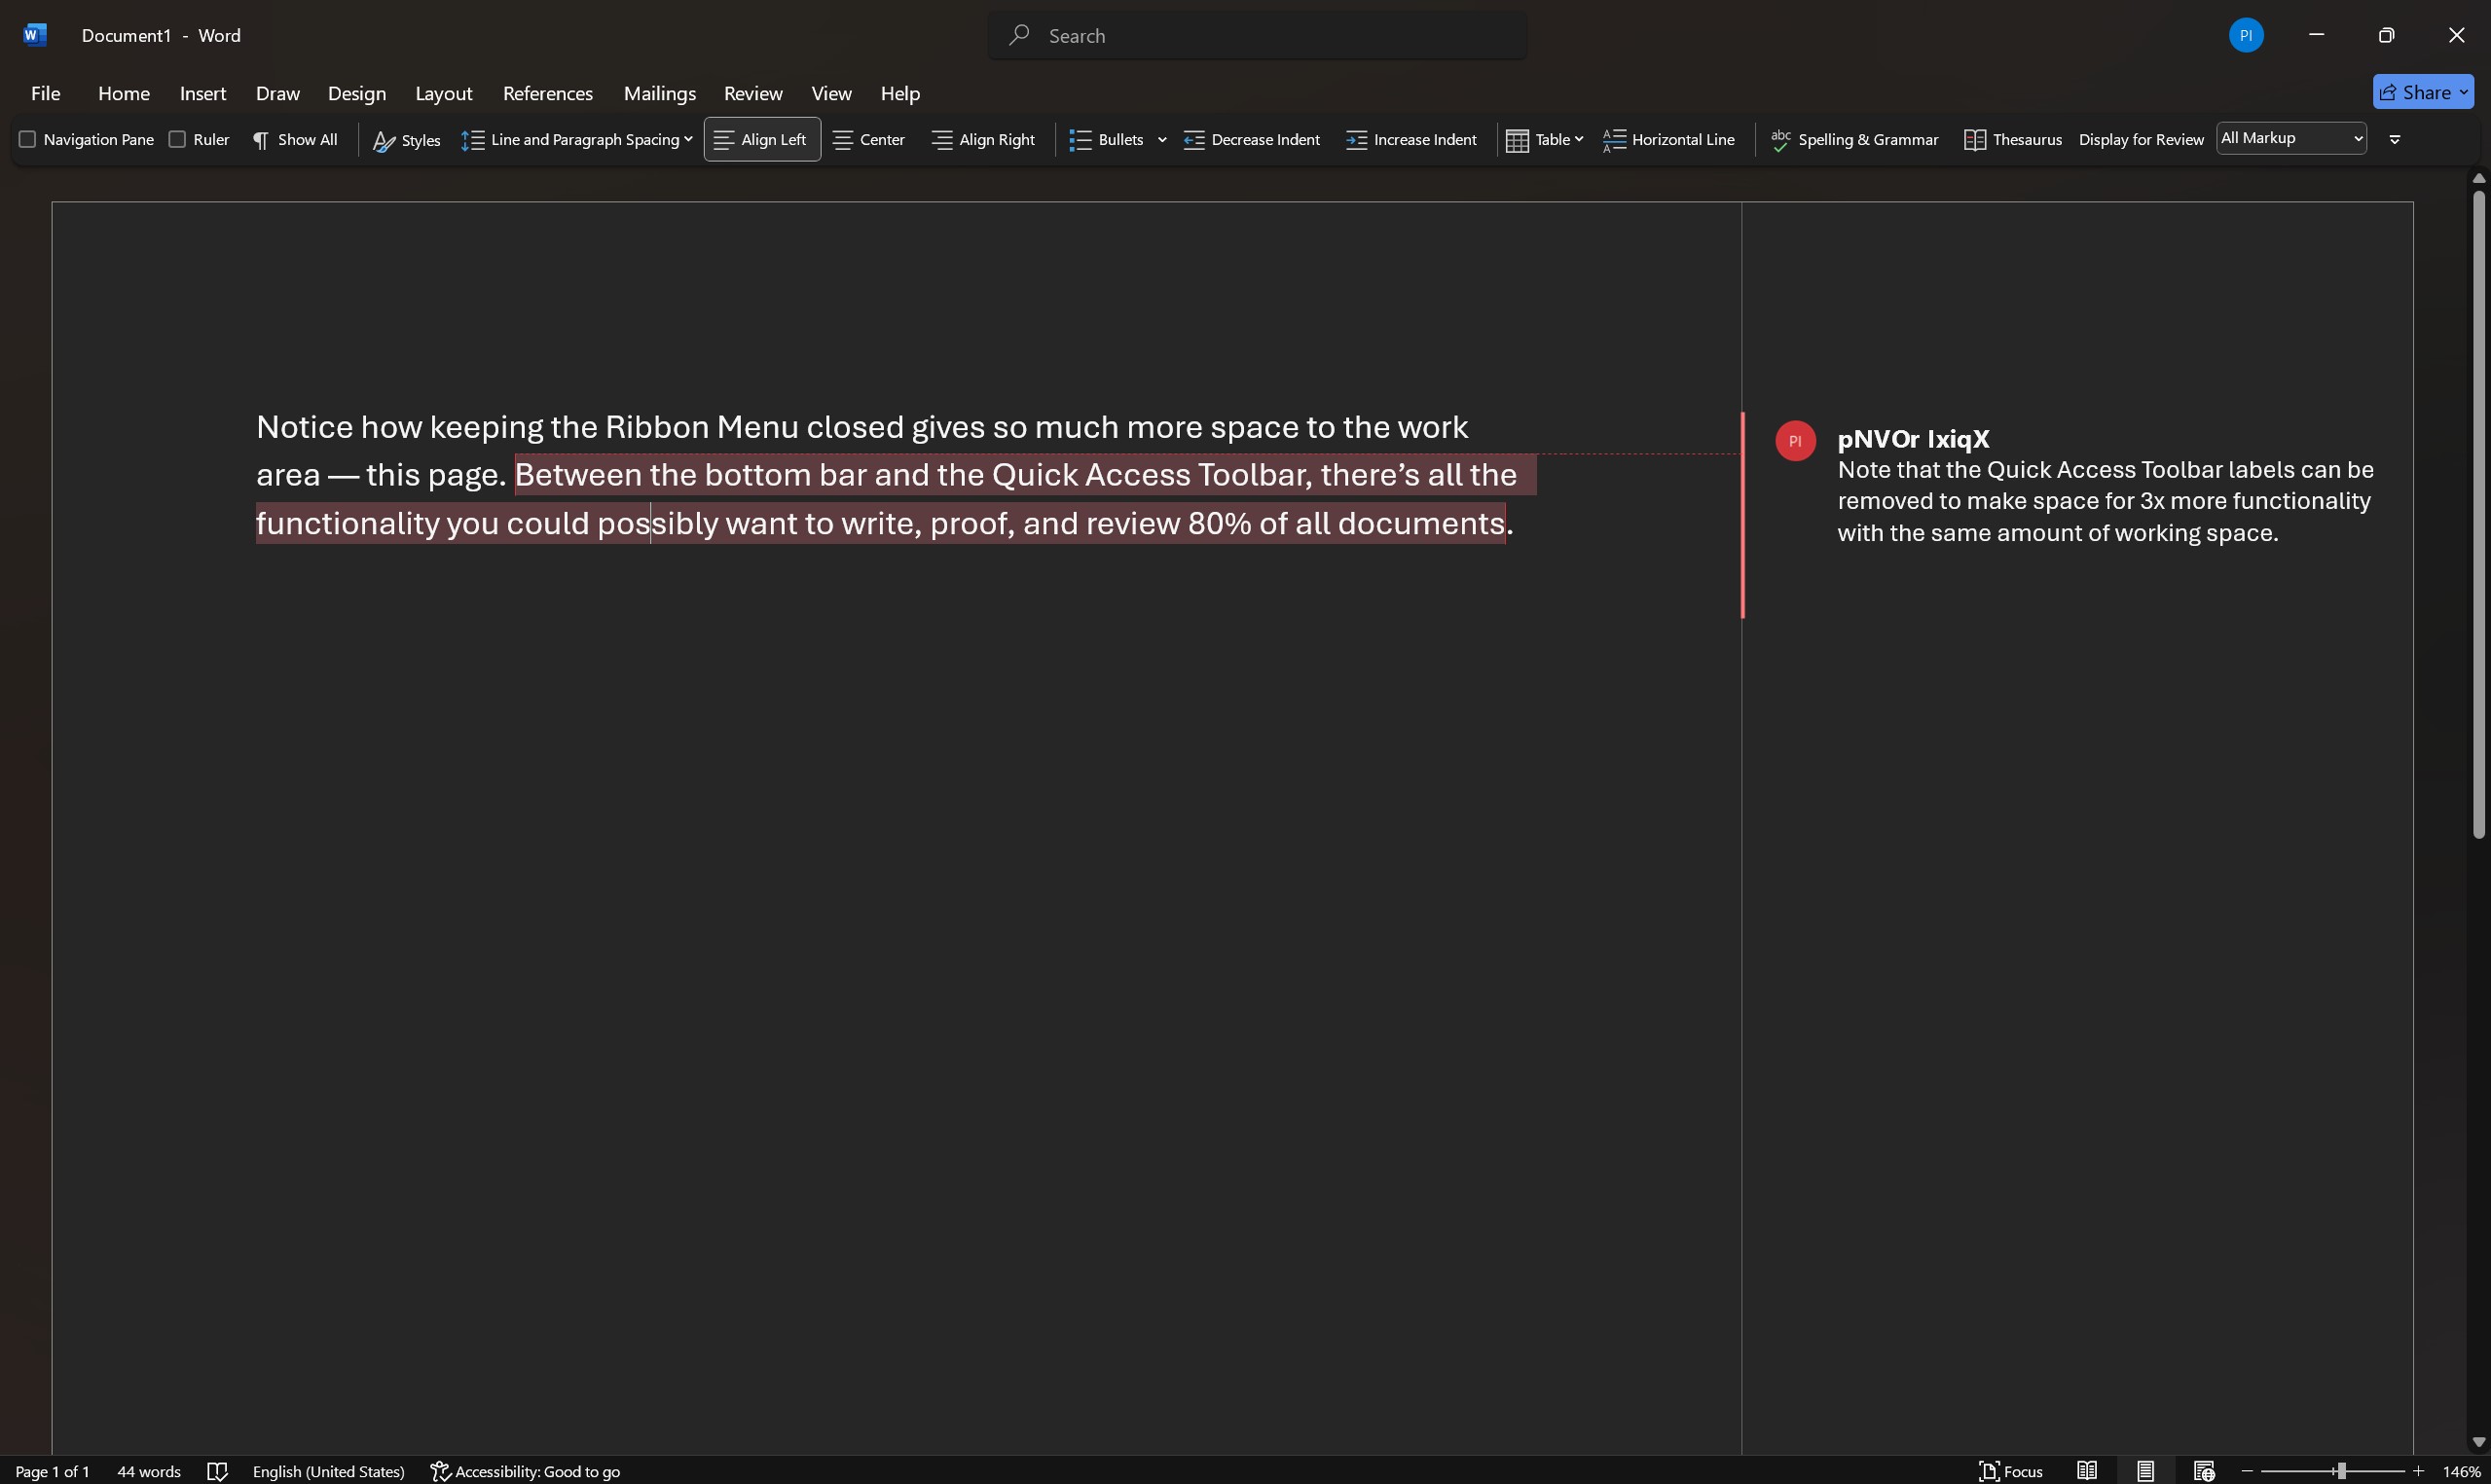 Document1 - Word
Search
PI
File Home Insert Draw Design Layout References Mailings Review View Help
Share
Navigation Pane Ruler Show All Styles Line and Paragraph Spacing Align Left Center Align Right Bullets Decrease Indent Increase Indent Table Horizontal Line Spelling & Grammar Thesaurus Display for Review All Markup
Notice how keeping the Ribbon Menu closed gives so much more space to the work
area — this page. Between the bottom bar and the Quick Access Toolbar, there’s all the
functionality you could possibly want to write, proof, and review 80% of all documents.
PI
pNVOr IxiqX
Note that the Quick Access Toolbar labels can be
removed to make space for 3x more functionality
with the same amount of working space.
Page 1 of 1 44 words English (United States) Accessibility: Good to go Focus 146%